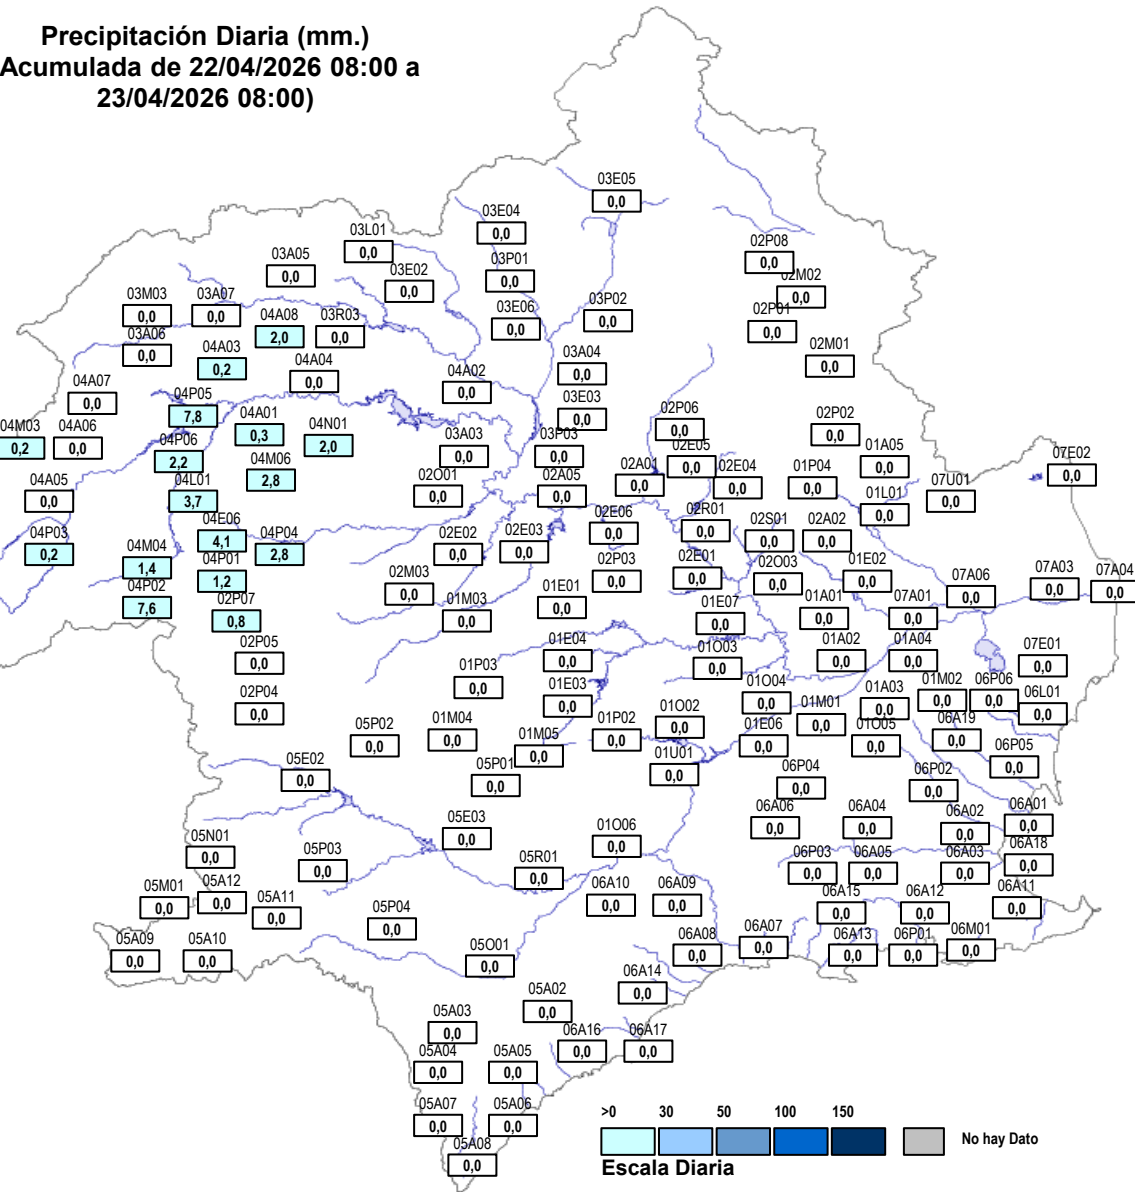 Precipitación Diaria (mm.)
Acumulada de 22/04/2026 08:00 a
23/04/2026 08:00)
03E05
0,0
03E04
0,0
03L01
0,0
02P08
0,0
03A05
0,0
03P01
0,0
03E02
0,0
02M02
0,0
03M03
0,0
03A07
0,0
03P02
0,0
04A08
2,0
03R03
0,0
03E06
0,0
02P01
0,0
03A06
0,0
04A03
0,2
03A04
0,0
02M01
0,0
04A04
0,0
04A02
0,0
04A07
0,0
04P05
7,8
03E03
0,0
02P06
0,0
02P02
0,0
04M03
0,2
04A06
0,0
04A01
0,3
04N01
2,0
03A03
0,0
03P03
0,0
04P06
2,2
02E05
0,0
01A05
0,0
07E02
0,0
04M06
2,8
02O01
0,0
02A05
0,0
02A01
0,0
02E04
0,0
01P04
0,0
04A05
0,0
04L01
3,7
07U01
0,0
01L01
0,0
04E06
4,1
02E06
0,0
02R01
0,0
04P03
0,2
04P04
2,8
02E02
0,0
02E03
0,0
02S01
0,0
02A02
0,0
04M04
1,4
04P01
1,2
02P03
0,0
02E01
0,0
02O03
0,0
01E02
0,0
07A03
0,0
07A04
0,0
02M03
0,0
07A06
0,0
04P02
7,6
02P07
0,8
01M03
0,0
01E01
0,0
01E07
0,0
01A01
0,0
07A01
0,0
02P05
0,0
01E04
0,0
01O03
0,0
01A02
0,0
01A04
0,0
07E01
0,0
01P03
0,0
01E03
0,0
01O04
0,0
01A03
0,0
01M02
0,0
06P06
0,0
06L01
0,0
02P04
0,0
01O02
0,0
01M01
0,0
05P02
0,0
01M04
0,0
01M05
0,0
01P02
0,0
01E06
0,0
01O05
0,0
06A19
0,0
05E02
0,0
05P01
0,0
01U01
0,0
06P04
0,0
06P02
0,0
06P05
0,0
05E03
0,0
01O06
0,0
06A06
0,0
06A04
0,0
06A02
0,0
06A01
0,0
05N01
0,0
05P03
0,0
05R01
0,0
06P03
0,0
06A05
0,0
06A03
0,0
06A18
0,0
05M01
0,0
05A12
0,0
05A11
0,0
06A10
0,0
06A09
0,0
06A15
0,0
06A12
0,0
06A11
0,0
05P04
0,0
05A09
0,0
05A10
0,0
05O01
0,0
06A08
0,0
06A07
0,0
06A13
0,0
06P01
0,0
06M01
0,0
06A14
0,0
05A02
0,0
05A03
0,0
06A16
0,0
06A17
0,0
05A04
0,0
05A05
0,0
05A07
0,0
05A06
0,0
05A08
0,0
>0 30 50 100 150
No hay Dato
Escala Diaria